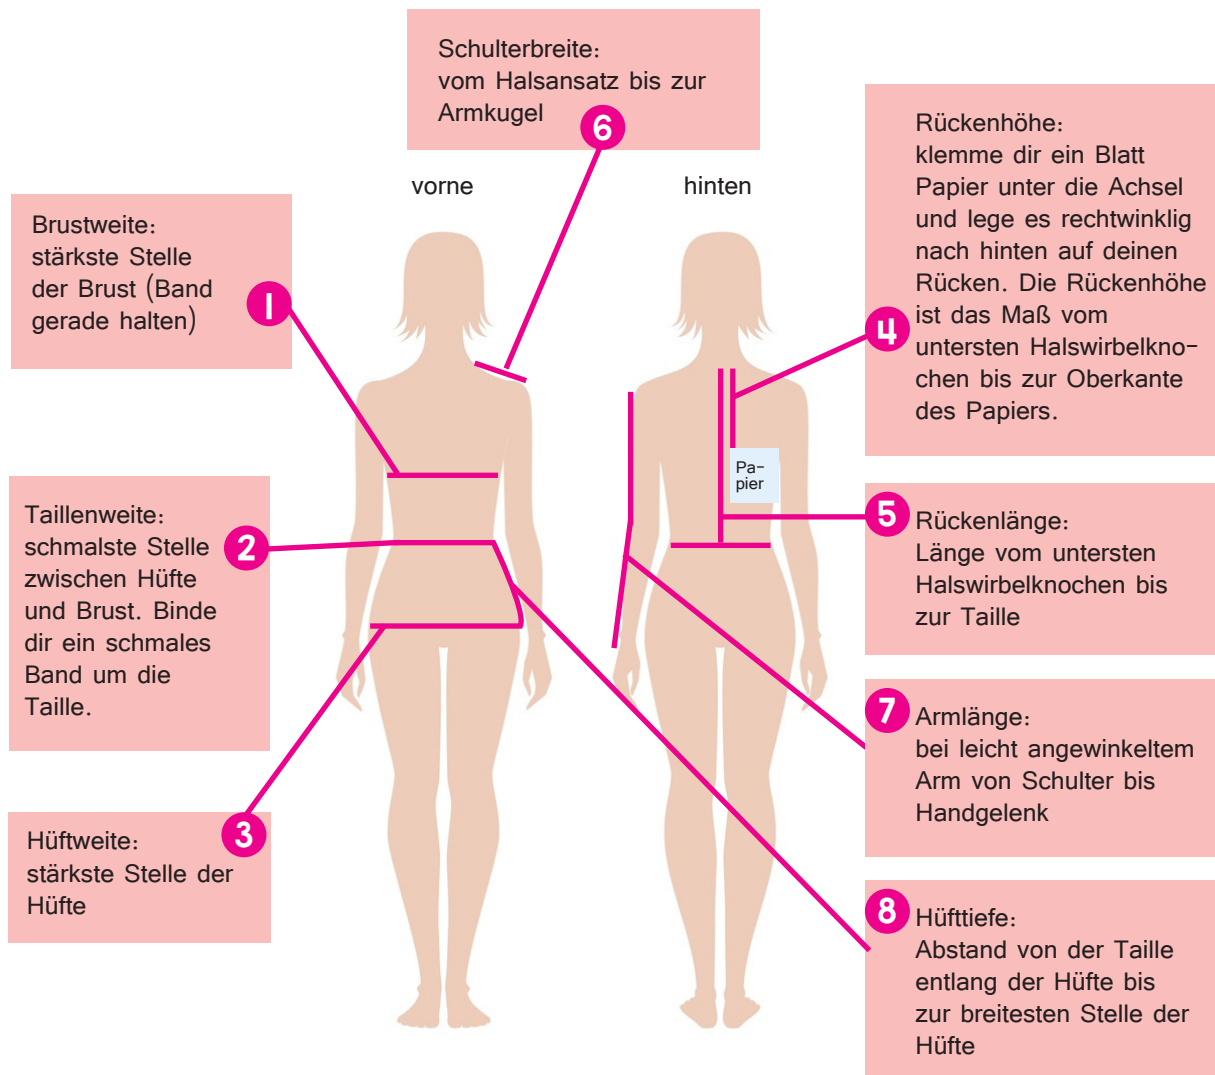 Schulterbreite:
vom Halsansatz bis zur
Armkugel
6
vorne
hinten
Brustweite:
stärkste Stelle
der Brust (Band
gerade halten)
1
Taillenweite:
schmalste Stelle
zwischen Hüfte
und Brust. Binde
dir ein schmales
Band um die
Taille.
2
Hüftweite:
stärkste Stelle der
Hüfte
3
Rückenhöhe:
klemme dir ein Blatt
Papier unter die Achsel
und lege es rechtwinklig
nach hinten auf deinen
Rücken. Die Rückenhöhe
ist das Maß vom
untersten Halswirbelkno-
chen bis zur Oberkante
des Papiers.
4
Pa-
pier
5
Rückenlänge:
Länge vom untersten
Halswirbelknochen bis
zur Taille
7
Armlänge:
bei leicht angewinkeltem
Arm von Schulter bis
Handgelenk
8
Hüfttiefe:
Abstand von der Taille
entlang der Hüfte bis
zur breitesten Stelle der
Hüfte